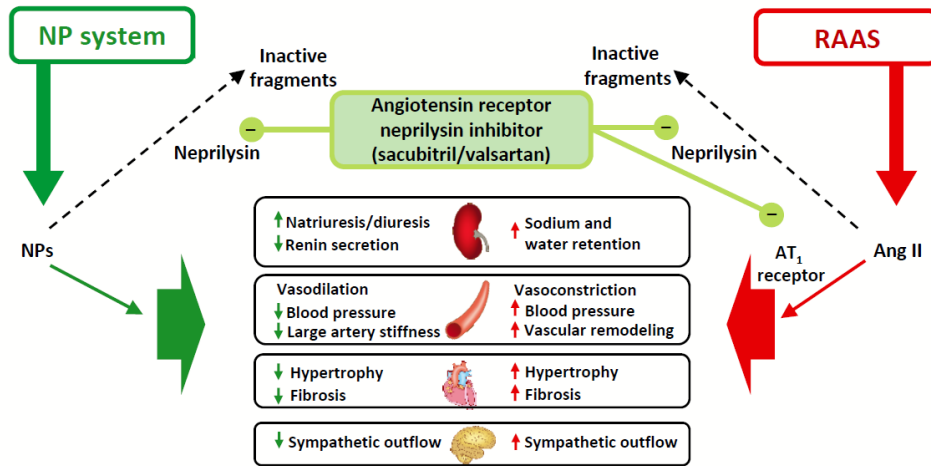 NP system
RAAS
Inactive
fragments
Inactive
fragments
Angiotensin receptor
neprilysin inhibitor
(sacubitril/valsartan)
−
−
Neprilysin
Neprilysin
−
NPs
AT1
receptor
Ang II
↑ Natriuresis/diuresis
↓ Renin secretion
↑ Sodium and
water retention
Vasodilation
↓ Blood pressure
↓ Large artery stiffness
Vasoconstriction
↑ Blood pressure
↑ Vascular remodeling
↓ Hypertrophy
↓ Fibrosis
↑ Hypertrophy
↑ Fibrosis
↓ Sympathetic outflow
↑ Sympathetic outflow